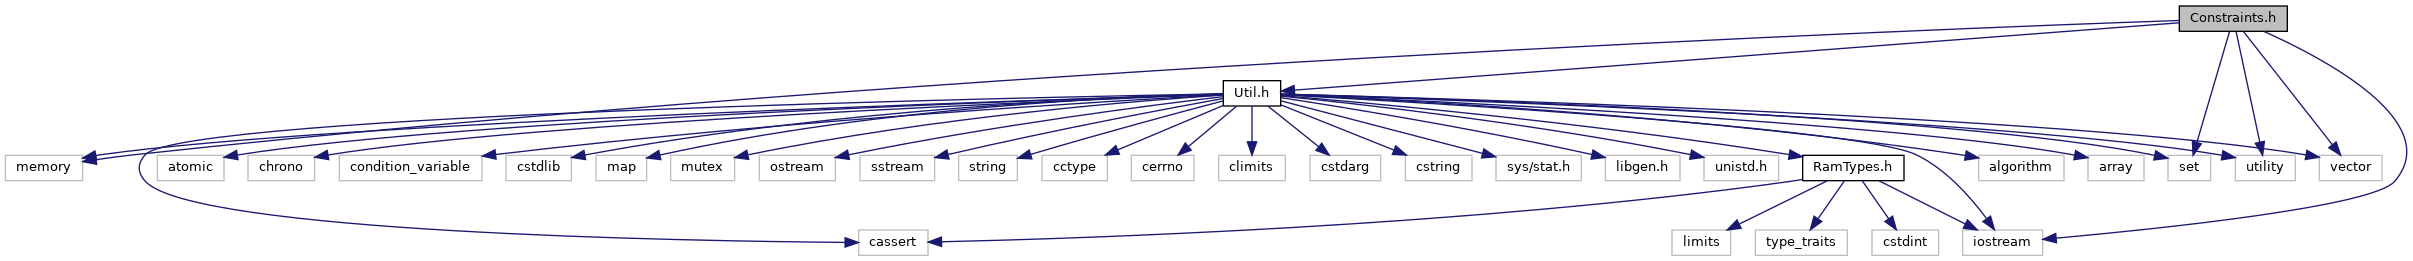 Constraints.h
Util.h
memory
atomic
chrono
condition_variable
cstdlib
map
mutex
ostream
sstream
string
cctype
cerrno
climits
cstdarg
cstring
sys/stat.h
libgen.h
unistd.h
RamTypes.h
algorithm
array
set
utility
vector
cassert
limits
type_traits
cstdint
iostream